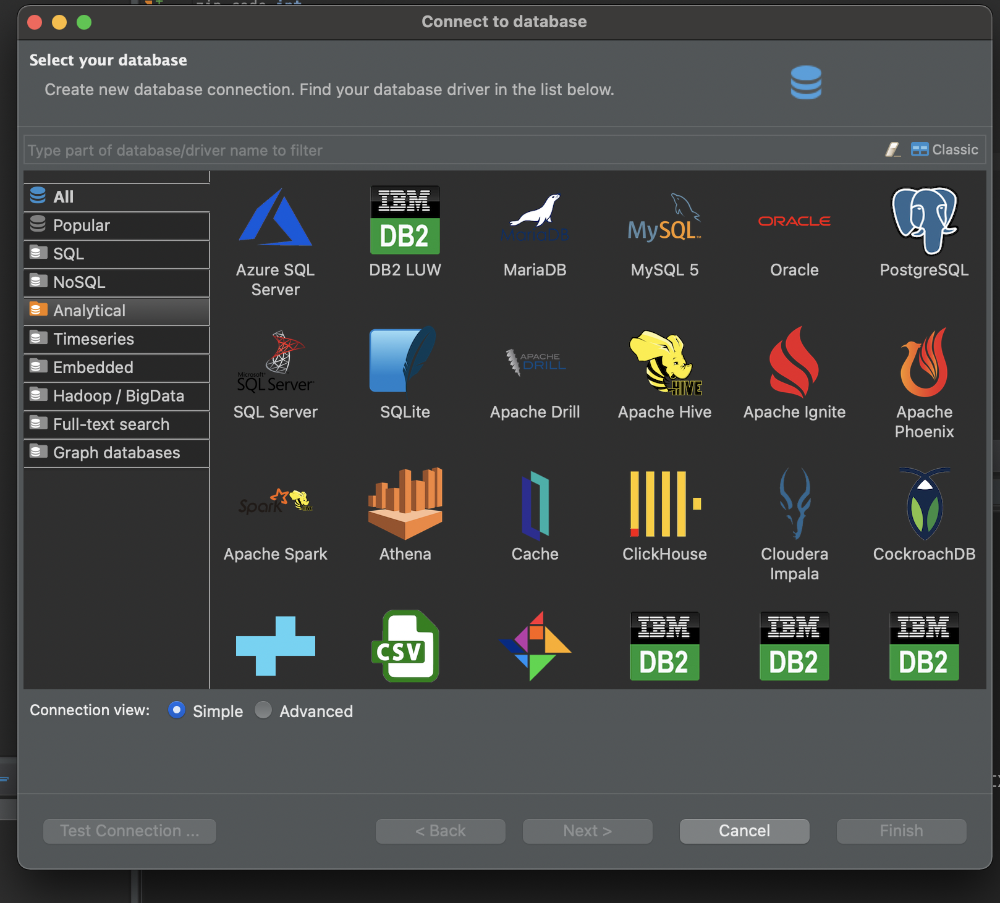 zip_code int
Connect to database
Select your database
Create new database connection. Find your database driver in the list below.
Type part of database/driver name to filter
Classic
All
Popular
SQL
NoSQL
Analytical
Timeseries
Embedded
Hadoop / BigData
Full-text search
Graph databases
IBM
DB2
MariaDB
MySQL™
ORACLE
Azure SQL
Server
DB2 LUW
MariaDB
MySQL 5
Oracle
PostgreSQL
Microsoft®
SQL Server
APACHE
DRILL
HIVE
SQL Server
SQLite
Apache Drill
Apache Hive
Apache Ignite
Apache
Phoenix
Spark
HIVE
Apache Spark
Athena
Cache
ClickHouse
Cloudera
Impala
CockroachDB
CSV
IBM
DB2
IBM
DB2
IBM
DB2
Connection view:
Simple
Advanced
Test Connection ...
< Back
Next >
Cancel
Finish